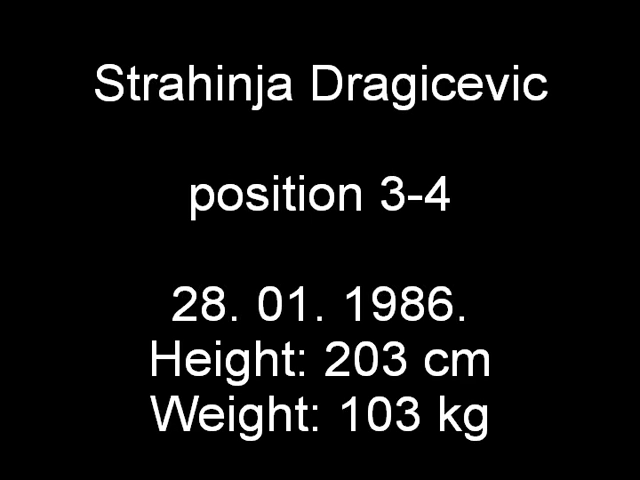 Strahinja Dragicevic
position 3-4
28. 01. 1986.
Height: 203 cm
Weight: 103 kg